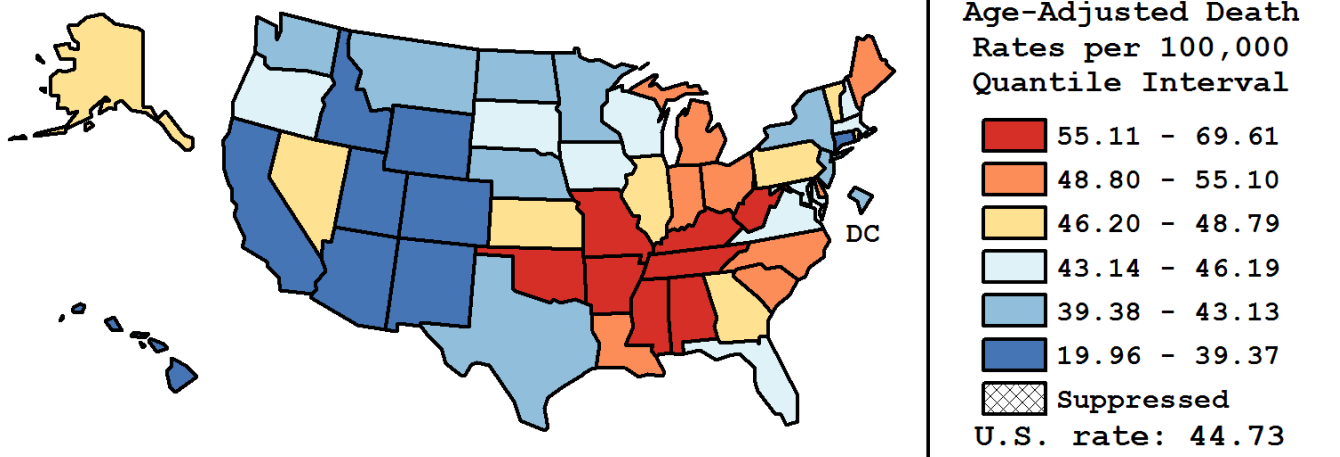 DC
Age-Adjusted Death
Rates per 100,000
Quantile Interval
55.11 - 69.61
48.80 - 55.10
46.20 - 48.79
43.14 - 46.19
39.38 - 43.13
19.96 - 39.37
Suppressed
U.S. rate: 44.73